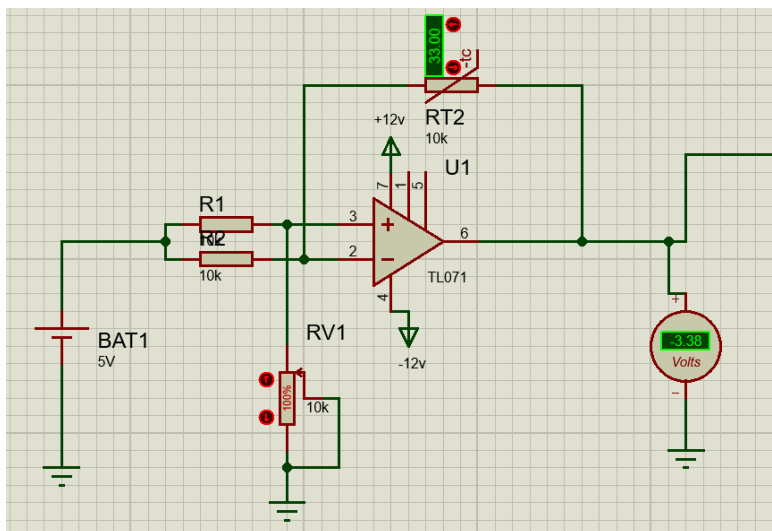 33.00
-tc
RT2
10k
+12v
U1
7
1
5
R1
R2
10k
3
+
2
−
6
TL071
4
-12v
BAT1
5V
RV1
100%
10k
+
-3.38
Volts
−